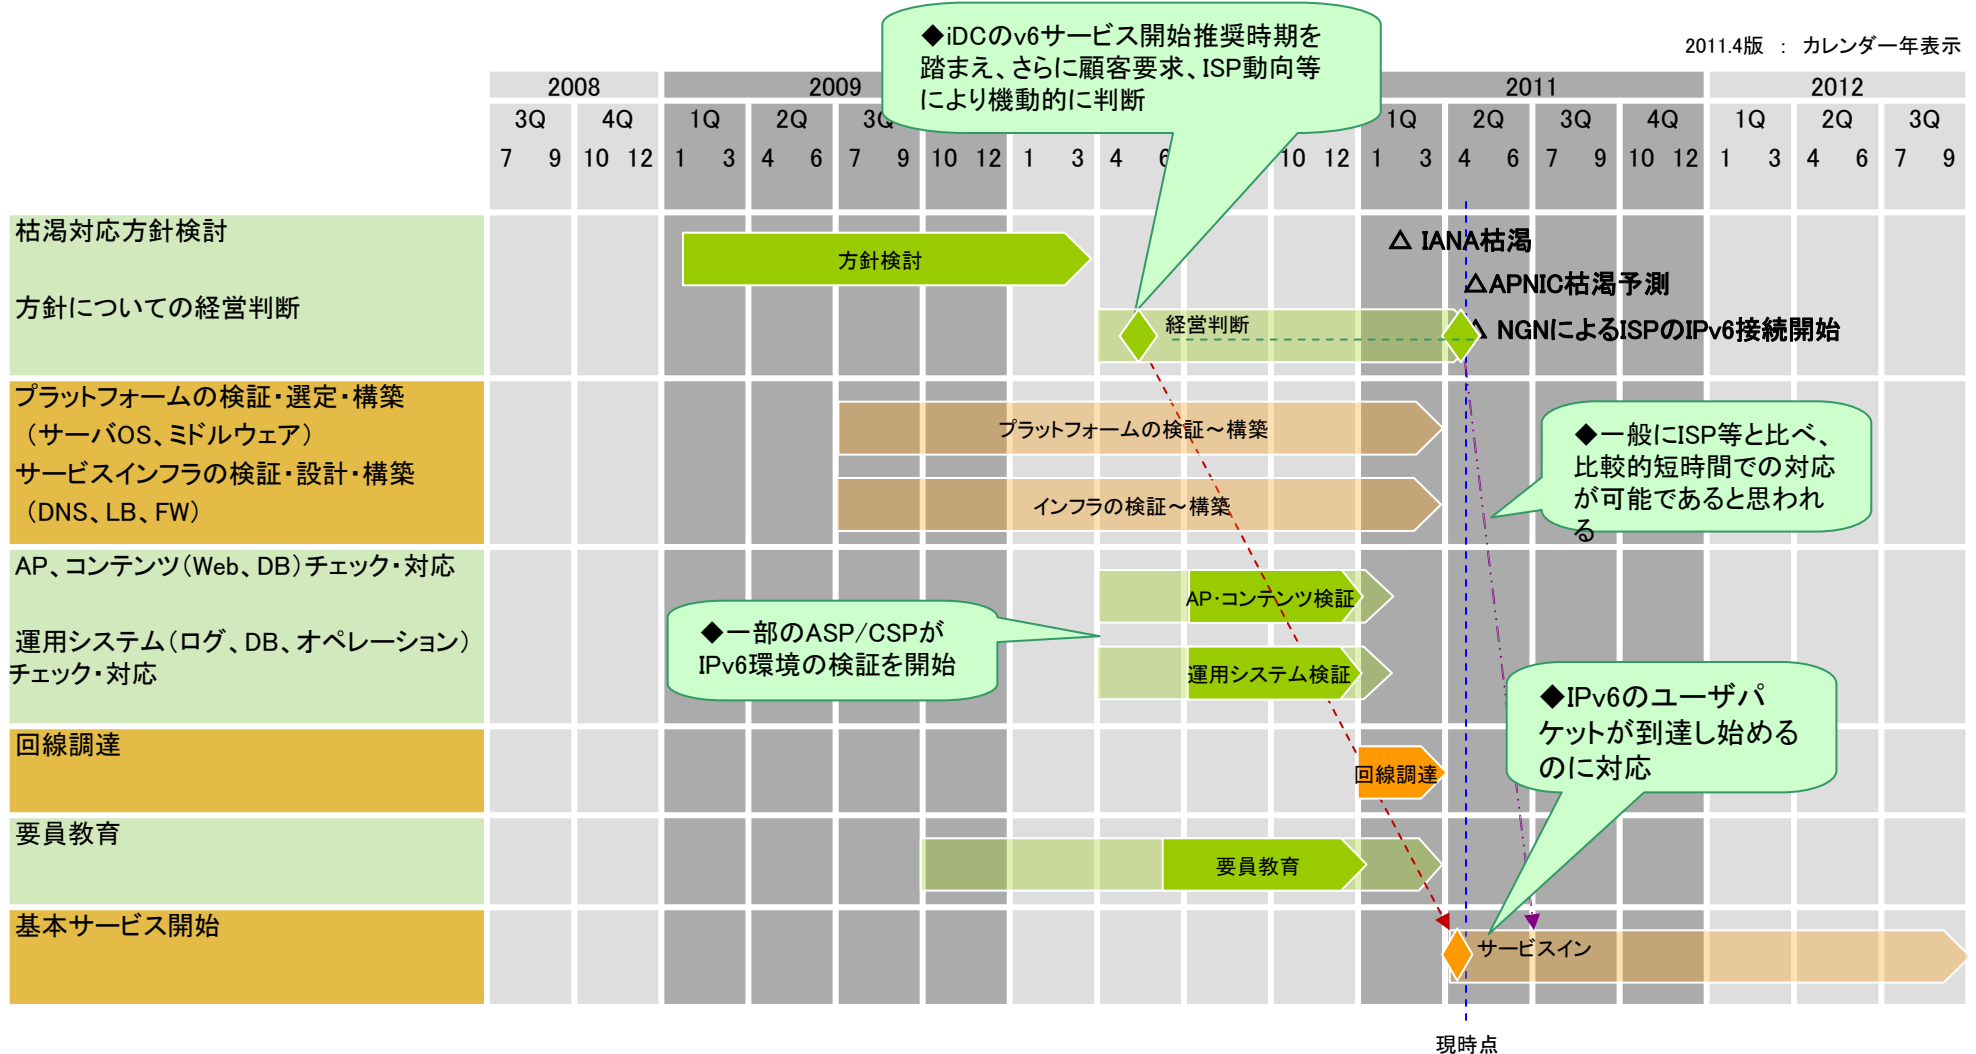 ◆iDCのv6サービス開始推奨時期を
踏まえ、さらに顧客要求、ISP動向等
により機動的に判断
2011.4版 : カレンダー年表示
2008 2009 2011 2012
3Q 4Q 1Q 2Q 3Q 1Q 2Q 3Q 4Q 1Q 2Q 3Q
7 9 10 12 1 3 4 6 7 9 10 12 1 3 4 6 10 12 1 3 4 6 7 9 10 12 1 3 4 6 7 9
枯渇対応方針検討
方針検討
△ IANA枯渇
△APNIC枯渇予測
方針についての経営判断
経営判断
△ NGNによるISPのIPv6接続開始
プラットフォームの検証・選定・構築
（サーバOS、ミドルウェア）
プラットフォームの検証～構築
サービスインフラの検証・設計・構築
（DNS、LB、FW）
インフラの検証～構築
◆一般にISP等と比べ、
比較的短時間での対応
が可能であると思われ
る
AP、コンテンツ（Web、DB）チェック・対応
AP・コンテンツ検証
◆一部のASP/CSPが
IPv6環境の検証を開始
運用システム（ログ、DB、オペレーション）
チェック・対応
運用システム検証
◆IPv6のユーザパ
ケットが到達し始める
のに対応
回線調達
回線調達
要員教育
要員教育
基本サービス開始
サービスイン
現時点